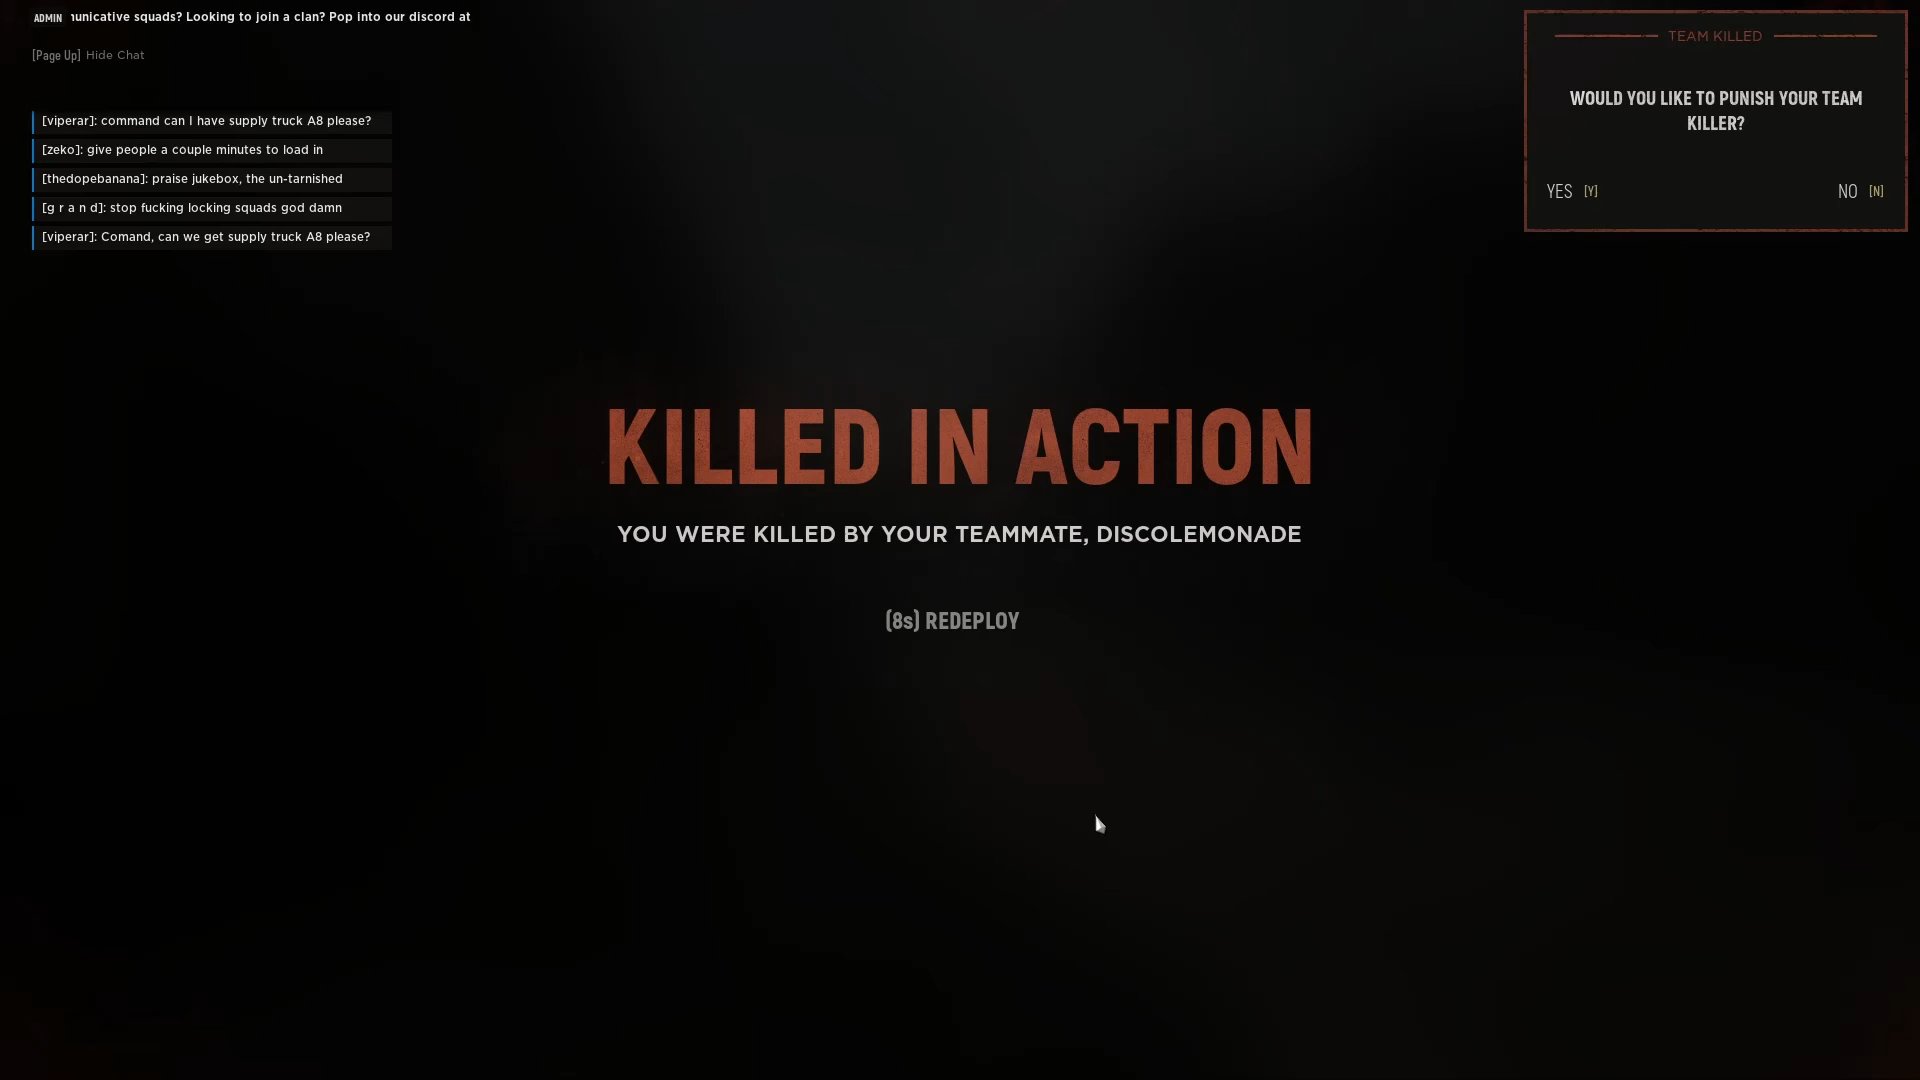 ADMIN unicative squads? Looking to join a clan? Pop into our discord at
[Page Up] Hide Chat
[viperar]: command can I have supply truck A8 please?
[zeko]: give people a couple minutes to load in
[thedopebanana]: praise jukebox, the un-tarnished
[g r a n d]: stop fucking locking squads god damn
[viperar]: Comand, can we get supply truck A8 please?
TEAM KILLED
WOULD YOU LIKE TO PUNISH YOUR TEAM
KILLER?
YES [Y] NO [N]
KILLED IN ACTION
YOU WERE KILLED BY YOUR TEAMMATE, DISCOLEMONADE
(8s) REDEPLOY